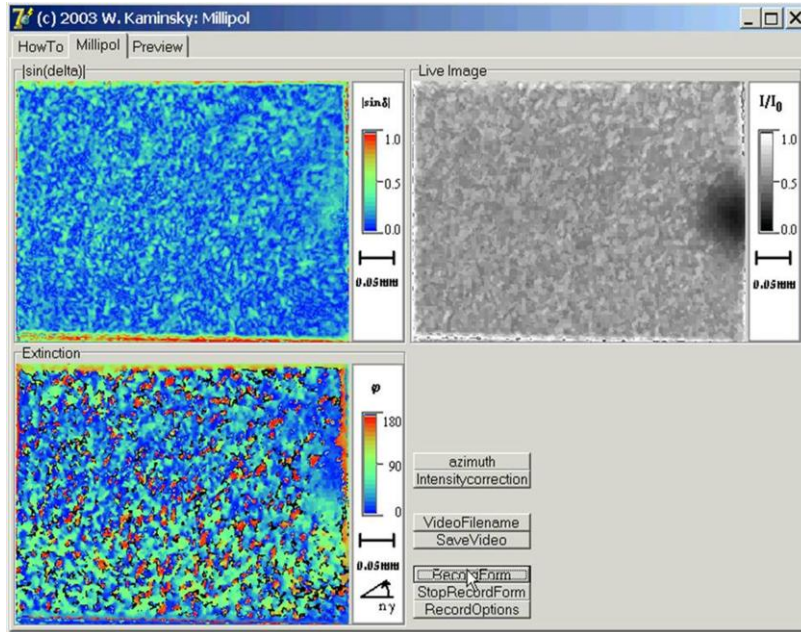 (c) 2003 W. Kaminsky: Millipol
HowTo Millipol Preview
|sin(delta)|
|sinδ|
1.0
0.5
0.0
0.05mm
Live Image
I/I0
1.0
0.5
0.0
0.05mm
Extinction
φ
180
90
0
0.05mm
nγ
azimuth
Intensitycorrection
VideoFilename
SaveVideo
RecordForm
StopRecordForm
RecordOptions